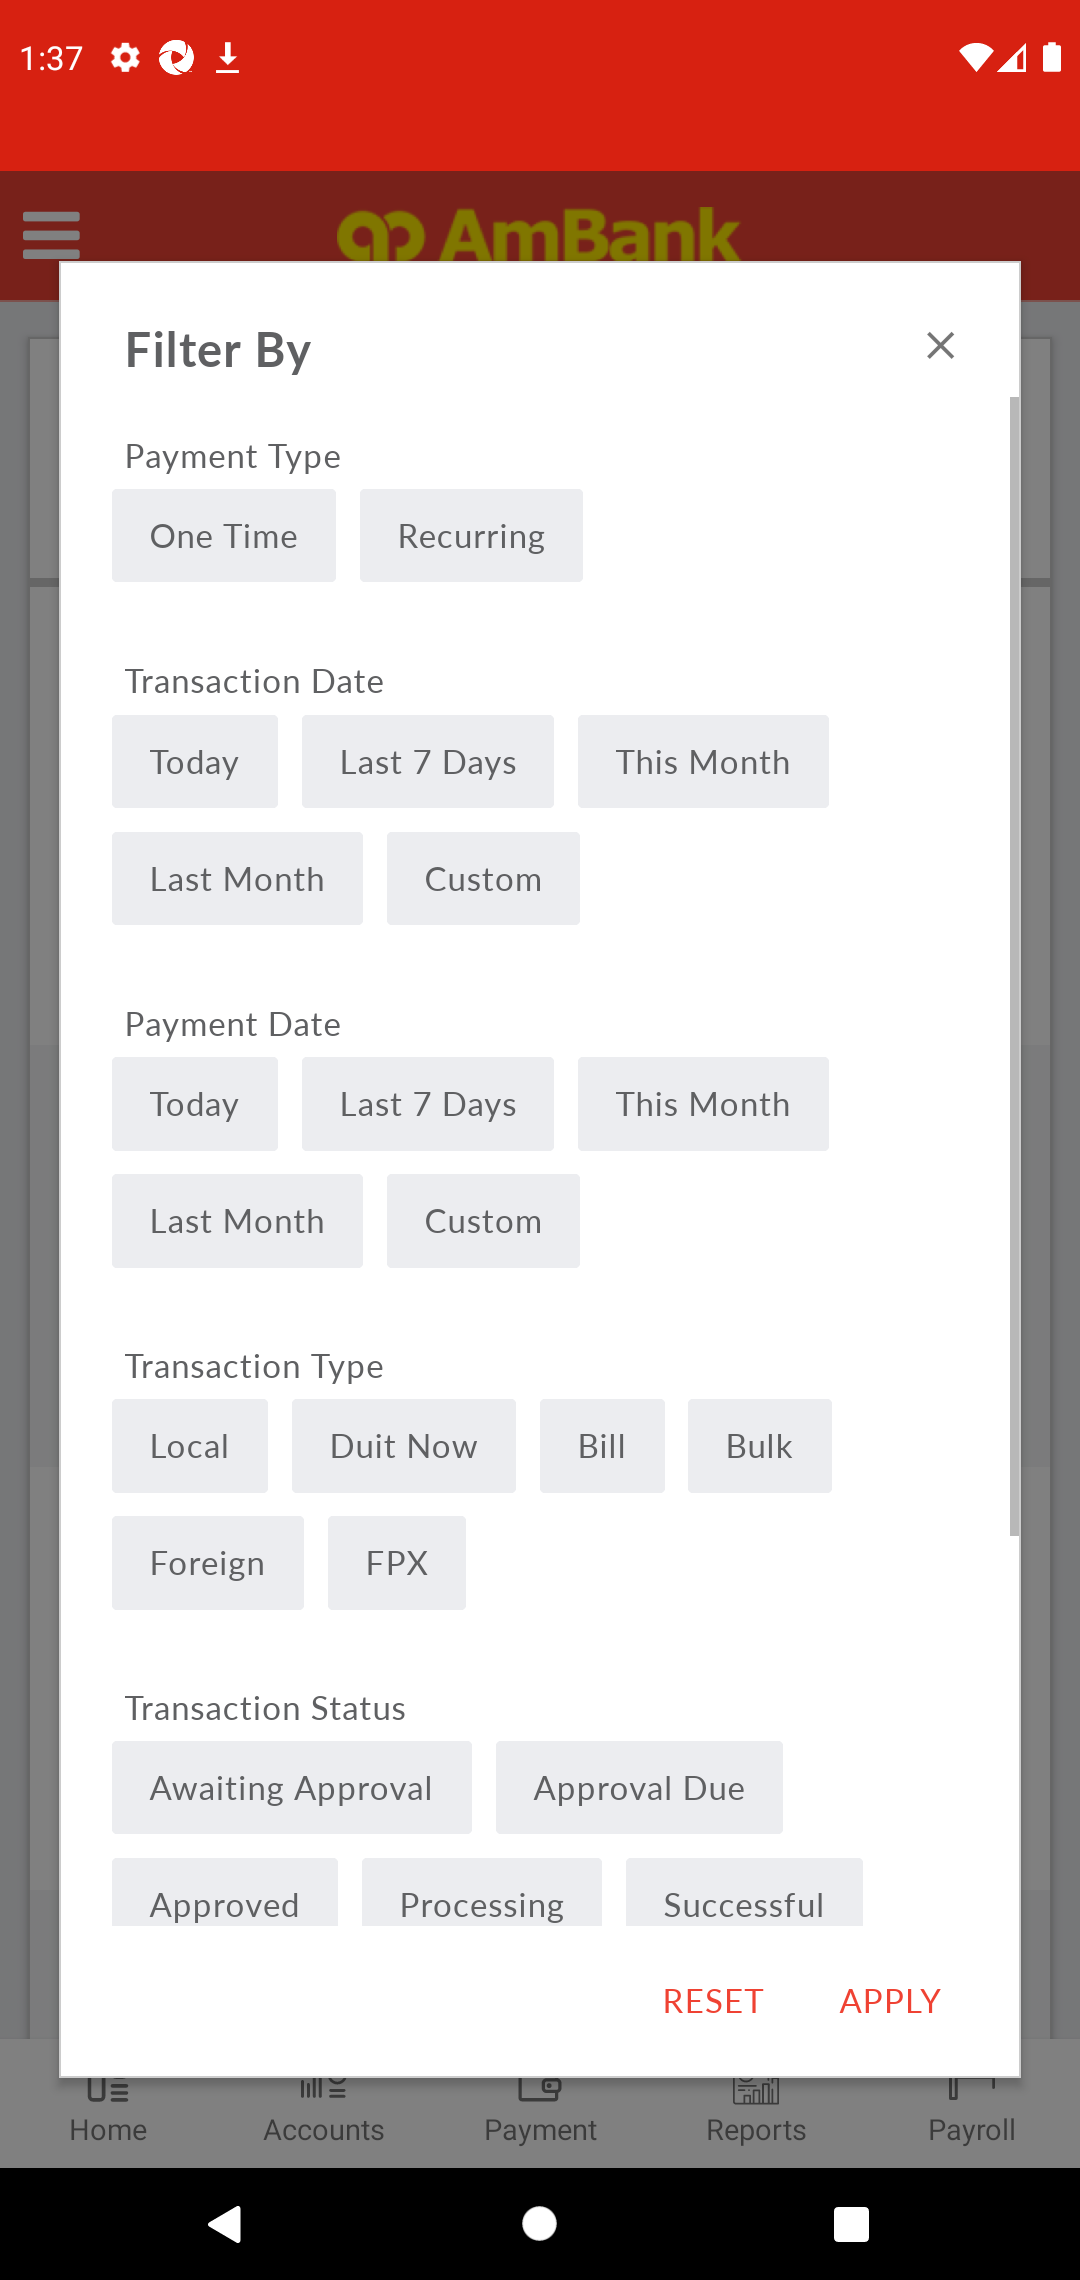 1:37
AmBank
Filter By
Payment Type
One Time Recurring
Transaction Date
Today Last 7 Days This Month
Last Month Custom
Payment Date
Today Last 7 Days This Month
Last Month Custom
Transaction Type
Local Duit Now Bill Bulk
Foreign FPX
Transaction Status
Awaiting Approval Approval Due
Approved Processing Successful
RESET APPLY
Home Accounts Payment Reports Payroll